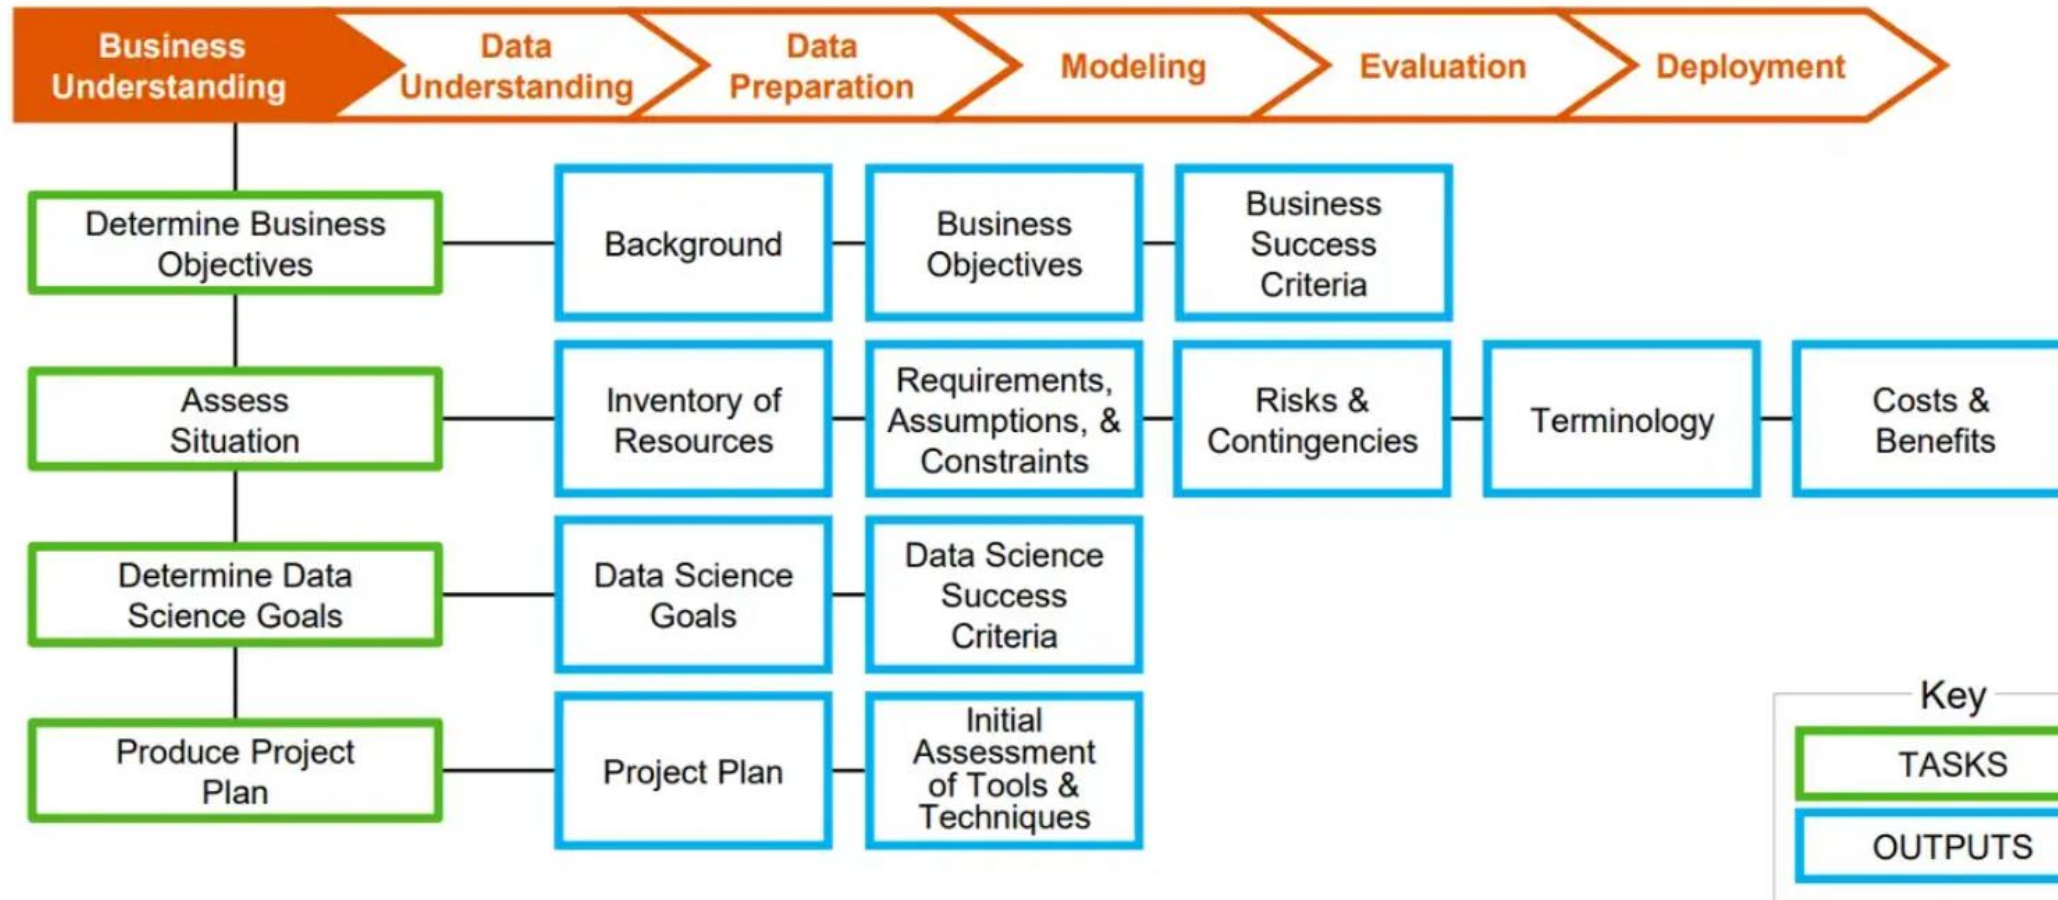 Business
Understanding
Data
Understanding
Data
Preparation
Modeling
Evaluation
Deployment
Determine Business
Objectives
Background
Business
Objectives
Business
Success
Criteria
Assess
Situation
Inventory of
Resources
Requirements,
Assumptions, &
Constraints
Risks &
Contingencies
Terminology
Costs &
Benefits
Determine Data
Science Goals
Data Science
Goals
Data Science
Success
Criteria
Produce Project
Plan
Project Plan
Initial
Assessment
of Tools &
Techniques
Key
TASKS
OUTPUTS